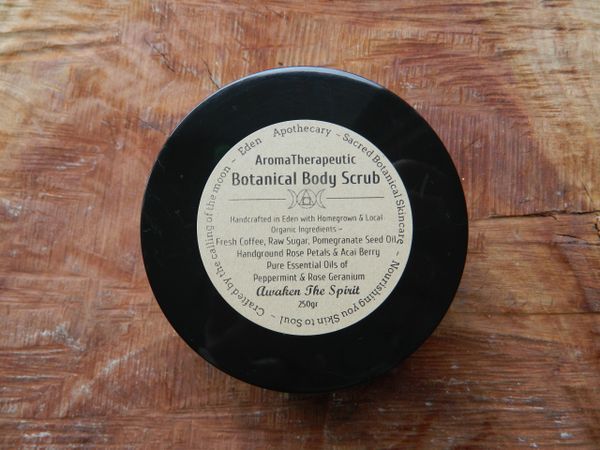 Eden Apothecary ~ Sacred Botanical Skincare ~ Nourishing you Skin to Soul ~ Crafted by the calling of the moon ~
AromaTherapeutic
Botanical Body Scrub
Handcrafted in Eden with Homegrown & Local
Organic Ingredients ~
Fresh Coffee, Raw Sugar, Pomegranate Seed Oil,
Handground Rose Petals & Acai Berry
Pure Essential Oils of
Peppermint & Rose Geranium
Awaken The Spirit
250gr